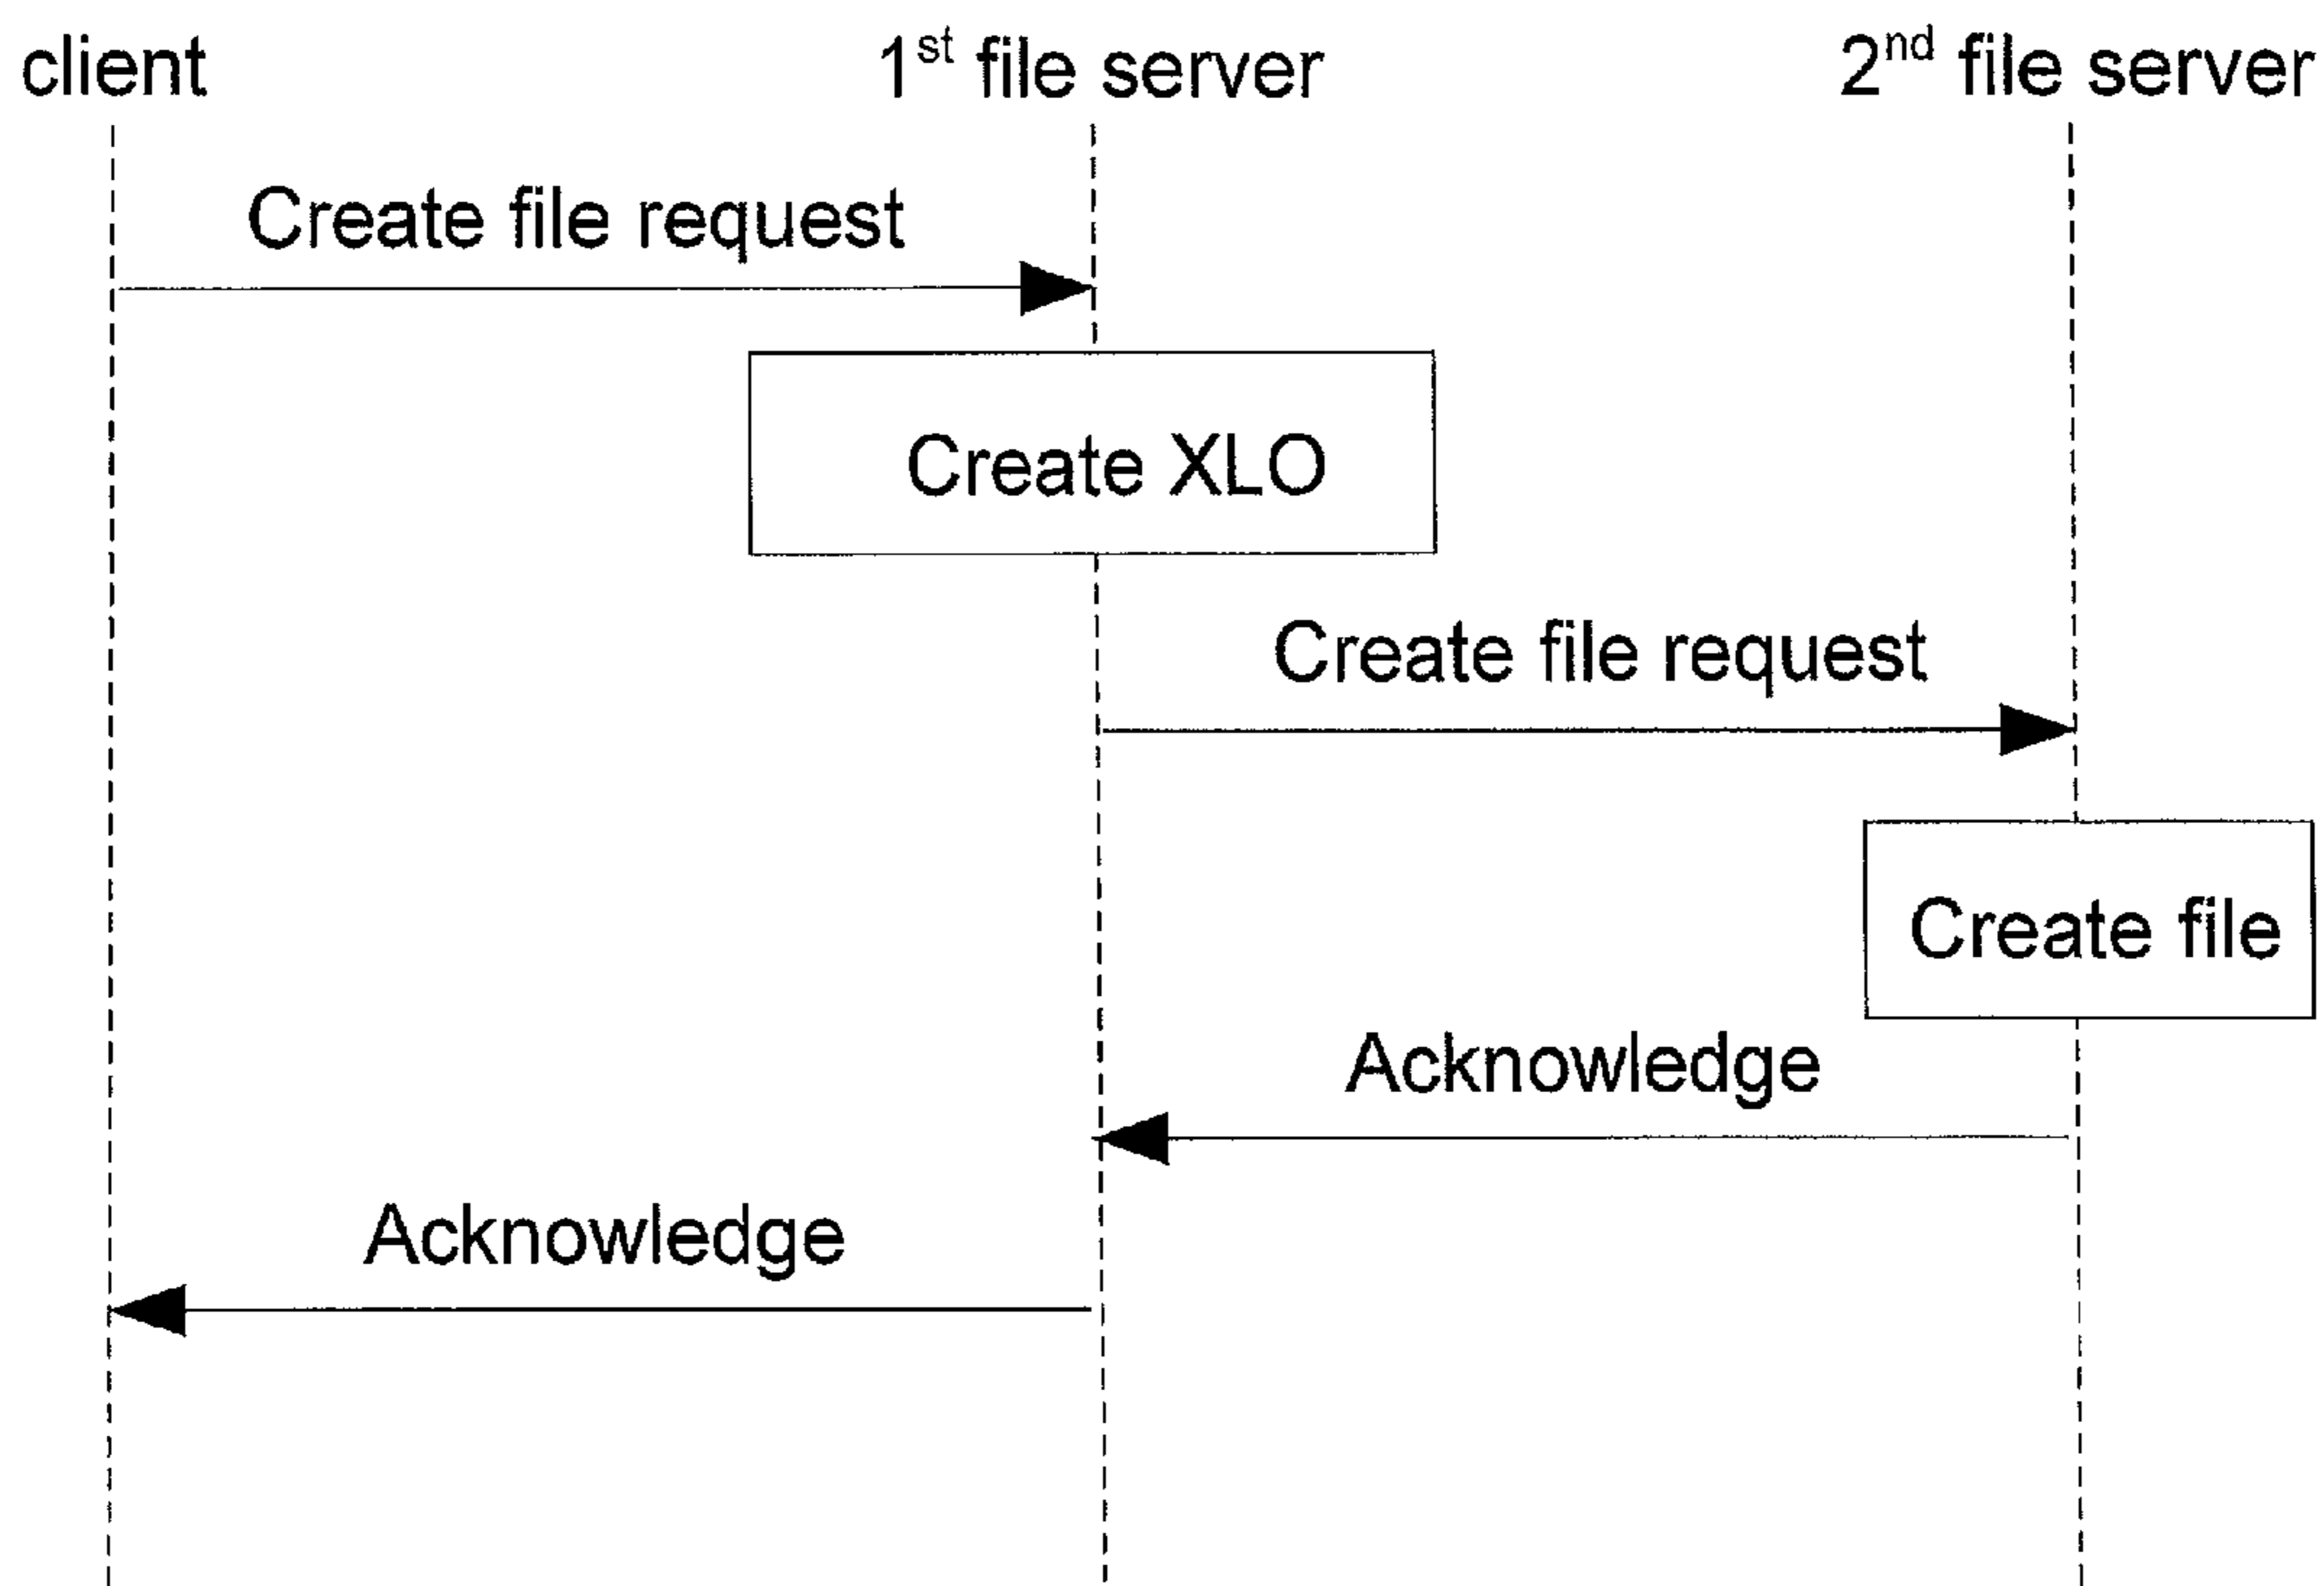 client 1st file server 2nd file server
Create file request
Create XLO
Create file request
Create file
Acknowledge
Acknowledge